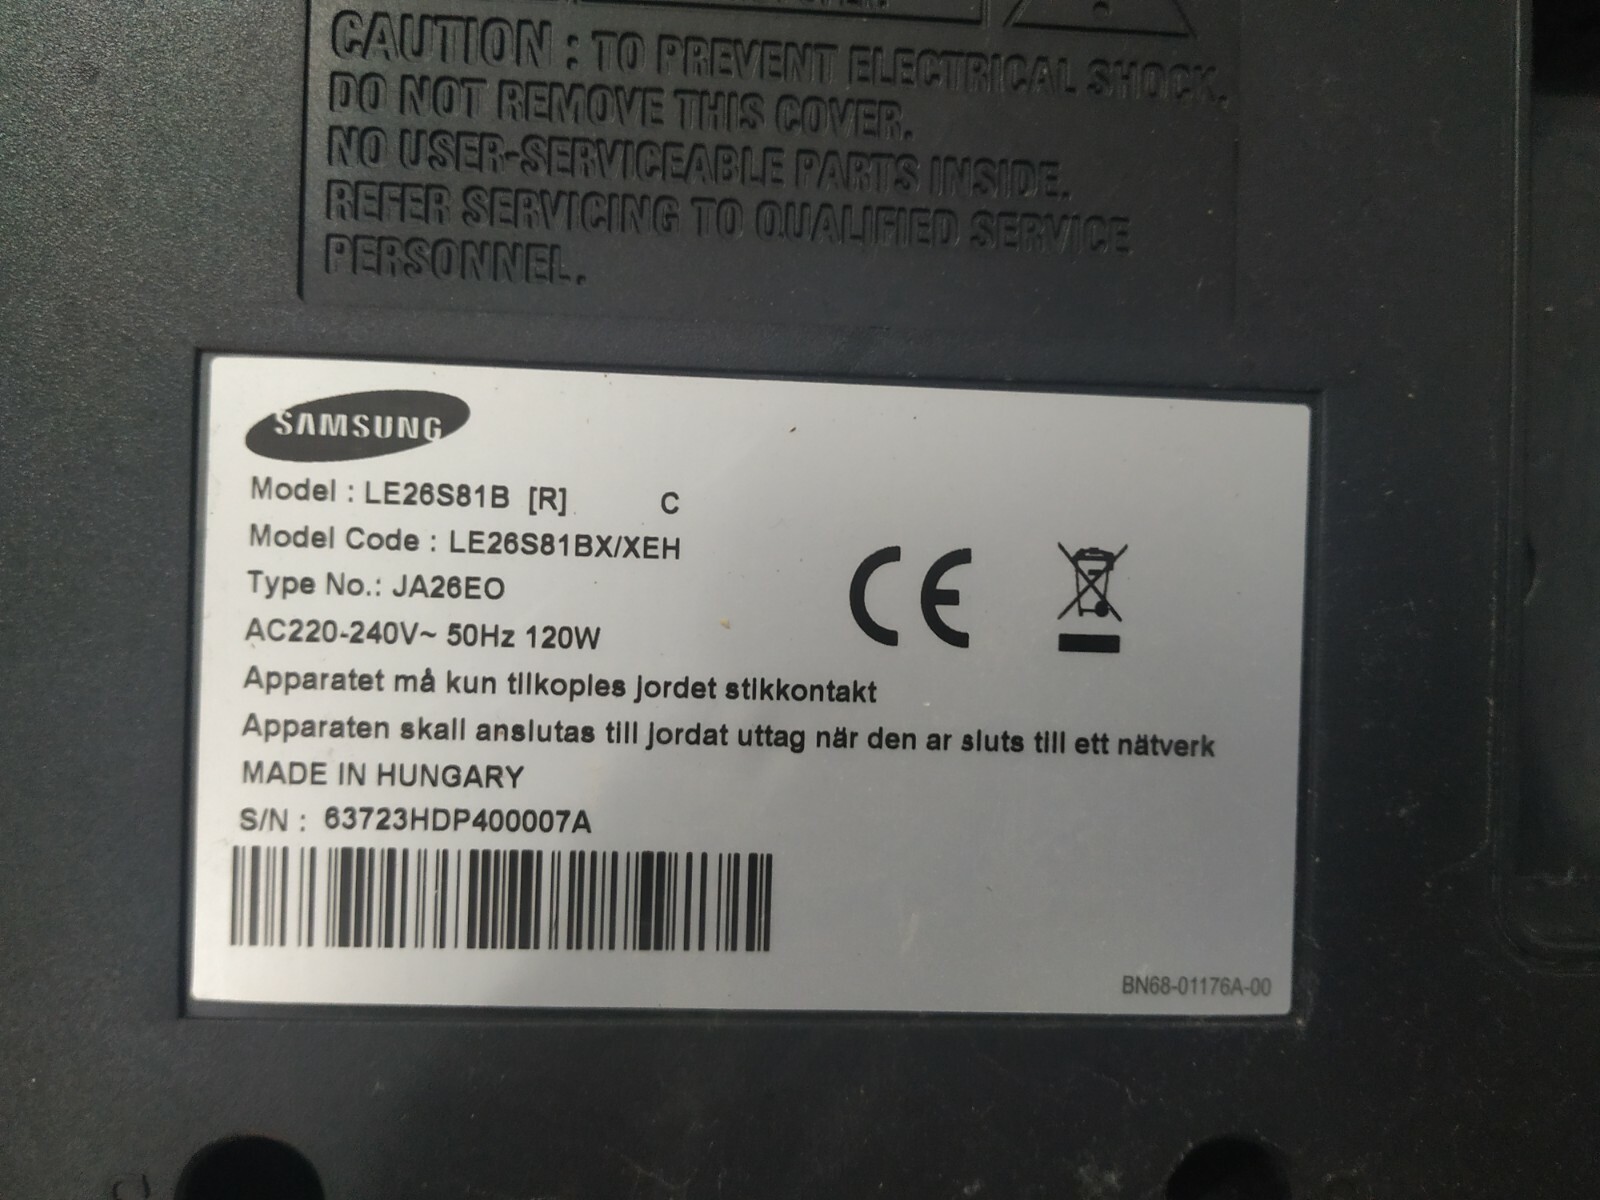 CAUTION : TO PREVENT ELECTRICAL SHOCK.
DO NOT REMOVE THIS COVER.
NO USER-SERVICEABLE PARTS INSIDE.
REFER SERVICING TO QUALIFIED SERVICE
PERSONNEL.
SAMSUNG
Model : LE26S81B [R] C
Model Code : LE26S81BX/XEH
Type No.: JA26EO
AC220-240V~ 50Hz 120W
Apparatet må kun tilkoples jordet stikkontakt
Apparaten skall anslutas till jordat uttag när den ar sluts till ett nätverk
MADE IN HUNGARY
S/N : 63723HDP400007A
BN68-01176A-00